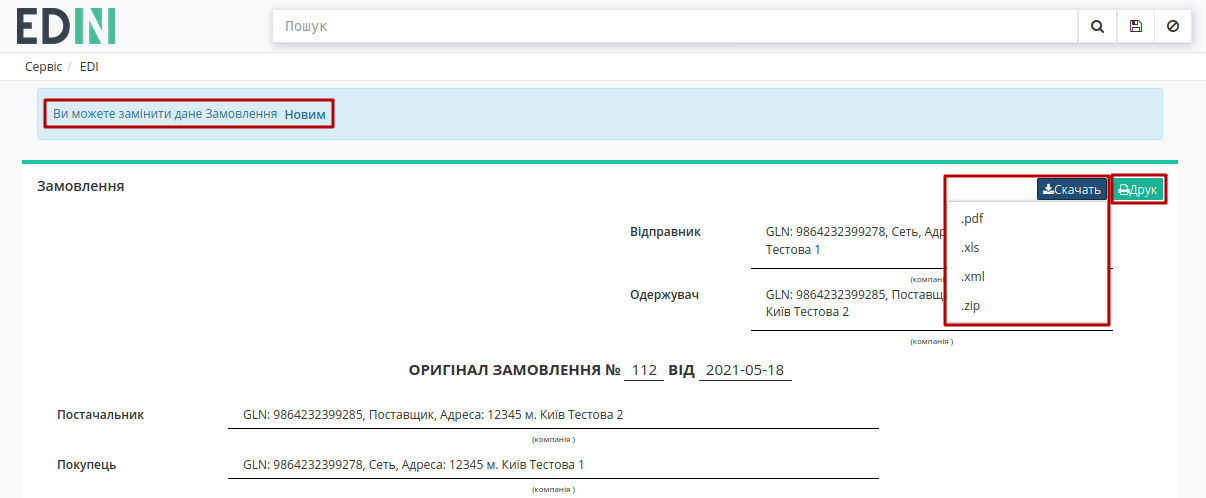 EDIN
Пошук
Сервіс / EDI
Ви можете замінити дане Замовлення Новим
Замовлення
Скачать Друк
.pdf
.xls
.xml
.zip
Відправник GLN: 9864232399278, Сеть, Адр
Тестова 1
(компан
Одержувач GLN: 9864232399285, Поставщ
Київ Тестова 2
(компанія )
ОРИГІНАЛ ЗАМОВЛЕННЯ № 112 ВІД 2021-05-18
Постачальник GLN: 9864232399285, Поставщик, Адреса: 12345 м. Київ Тестова 2
(компанія )
Покупець GLN: 9864232399278, Сеть, Адреса: 12345 м. Київ Тестова 1
(компанія )